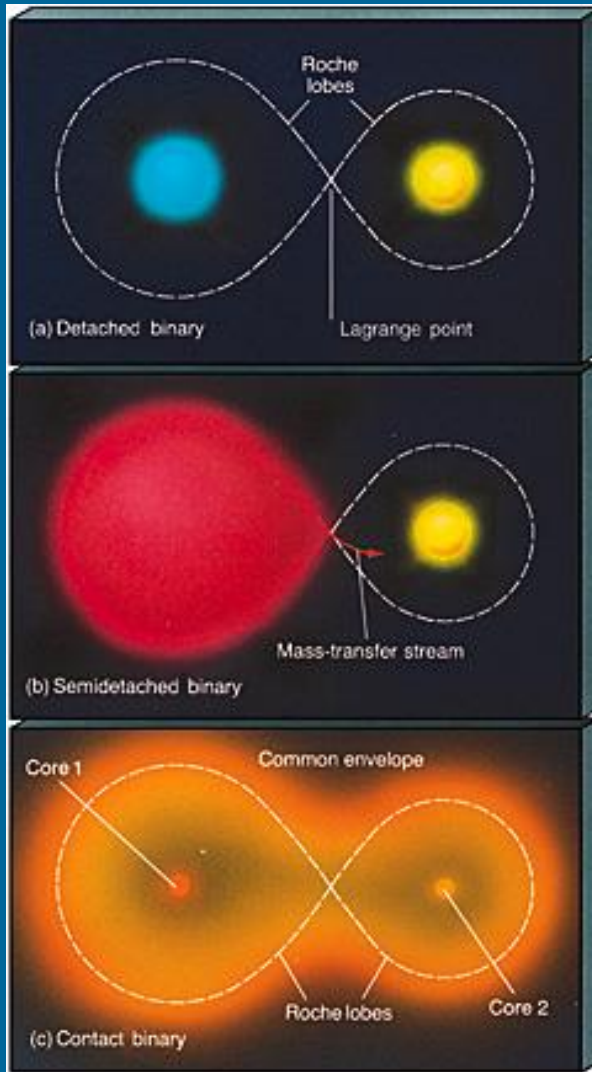 Roche
lobes
(a) Detached binary
Lagrange point
Mass-transfer stream
(b) Semidetached binary
Core 1
Common envelope
Roche lobes
Core 2
(c) Contact binary